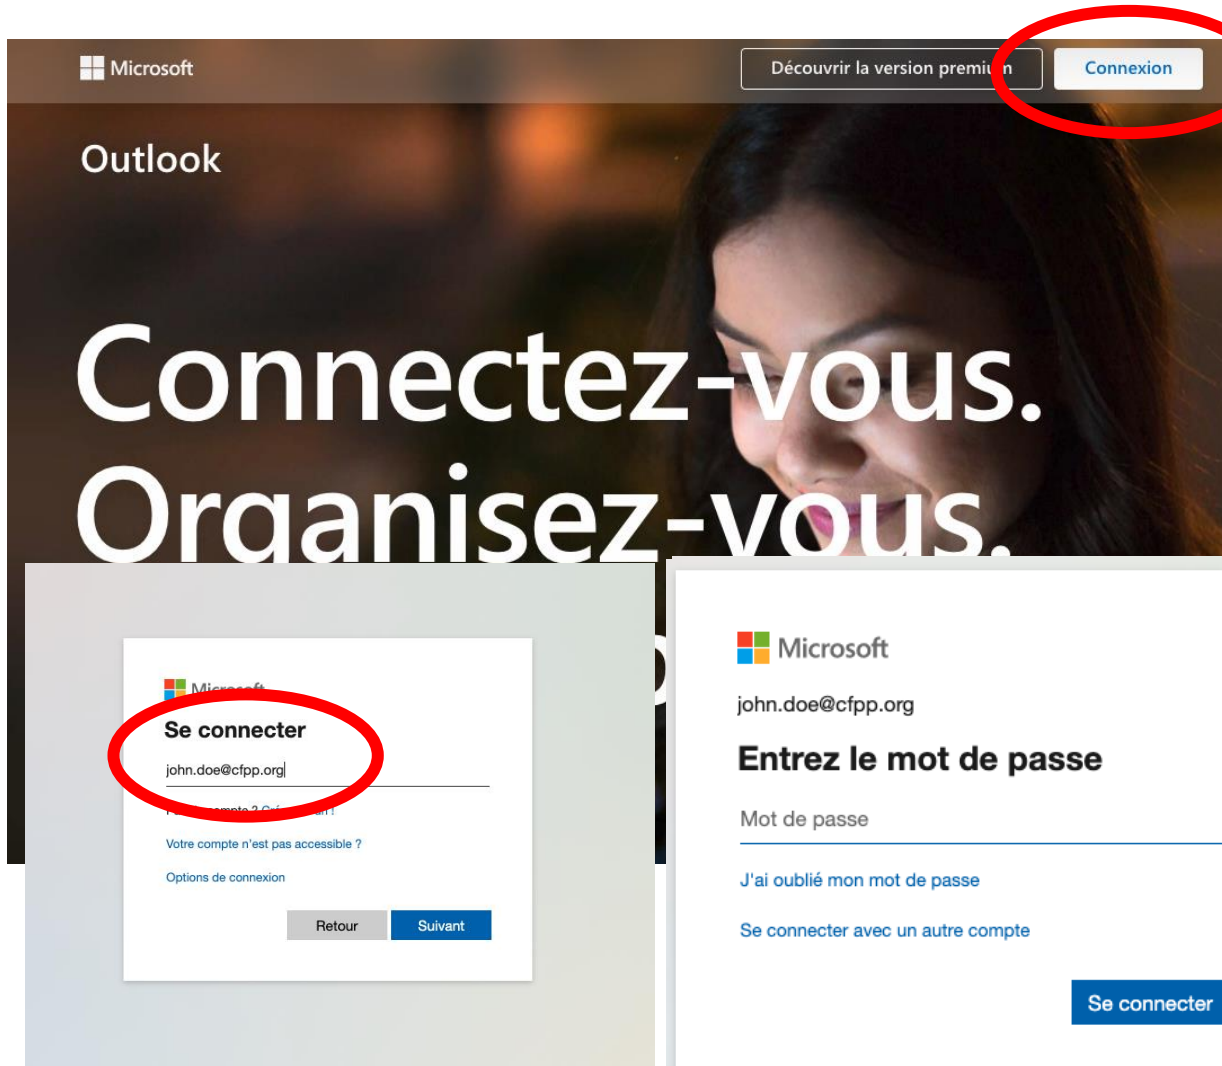 Microsoft
Découvrir la version premium
Connexion
Outlook
Connectez-vous.
Organisez-vous.
Microsoft
Se connecter
john.doe@cfpp.org
compte ?
Votre compte n'est pas accessible ?
Options de connexion
Retour
Suivant
Microsoft
john.doe@cfpp.org
Entrez le mot de passe
Mot de passe
J'ai oublié mon mot de passe
Se connecter avec un autre compte
Se connecter